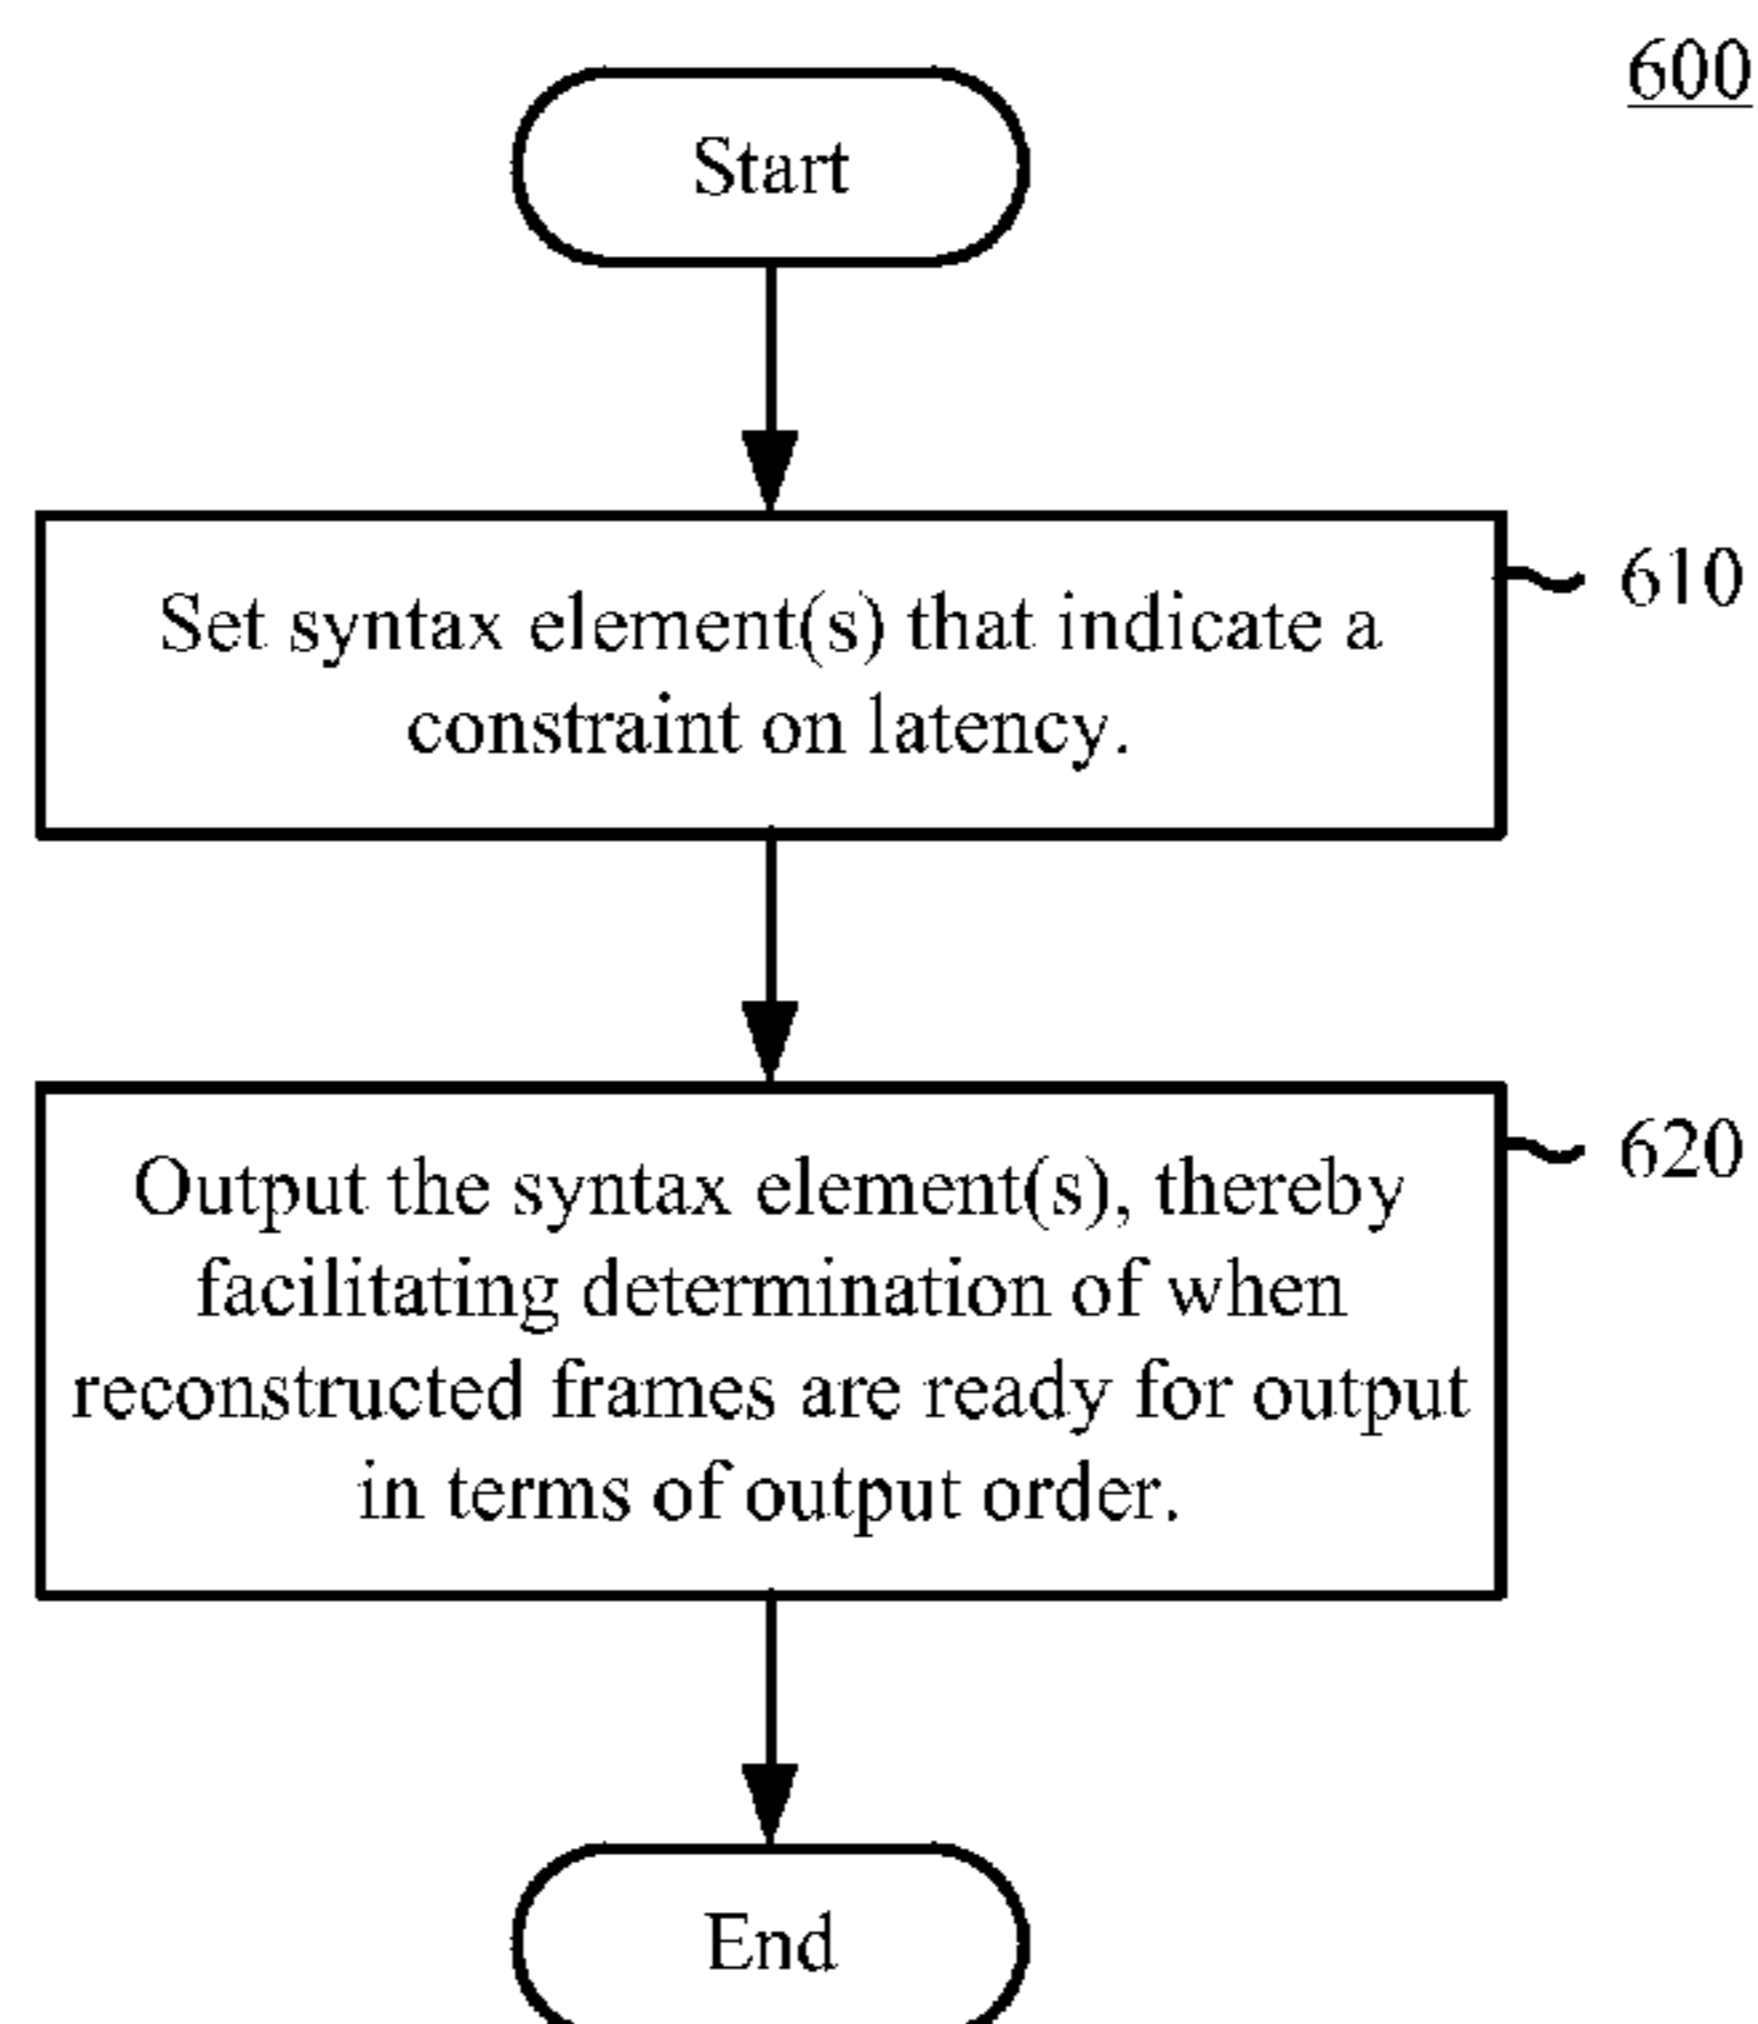 600
Start
Set syntax element(s) that indicate a
constraint on latency.
610
Output the syntax element(s), thereby
facilitating determination of when
reconstructed frames are ready for output
in terms of output order.
620
End